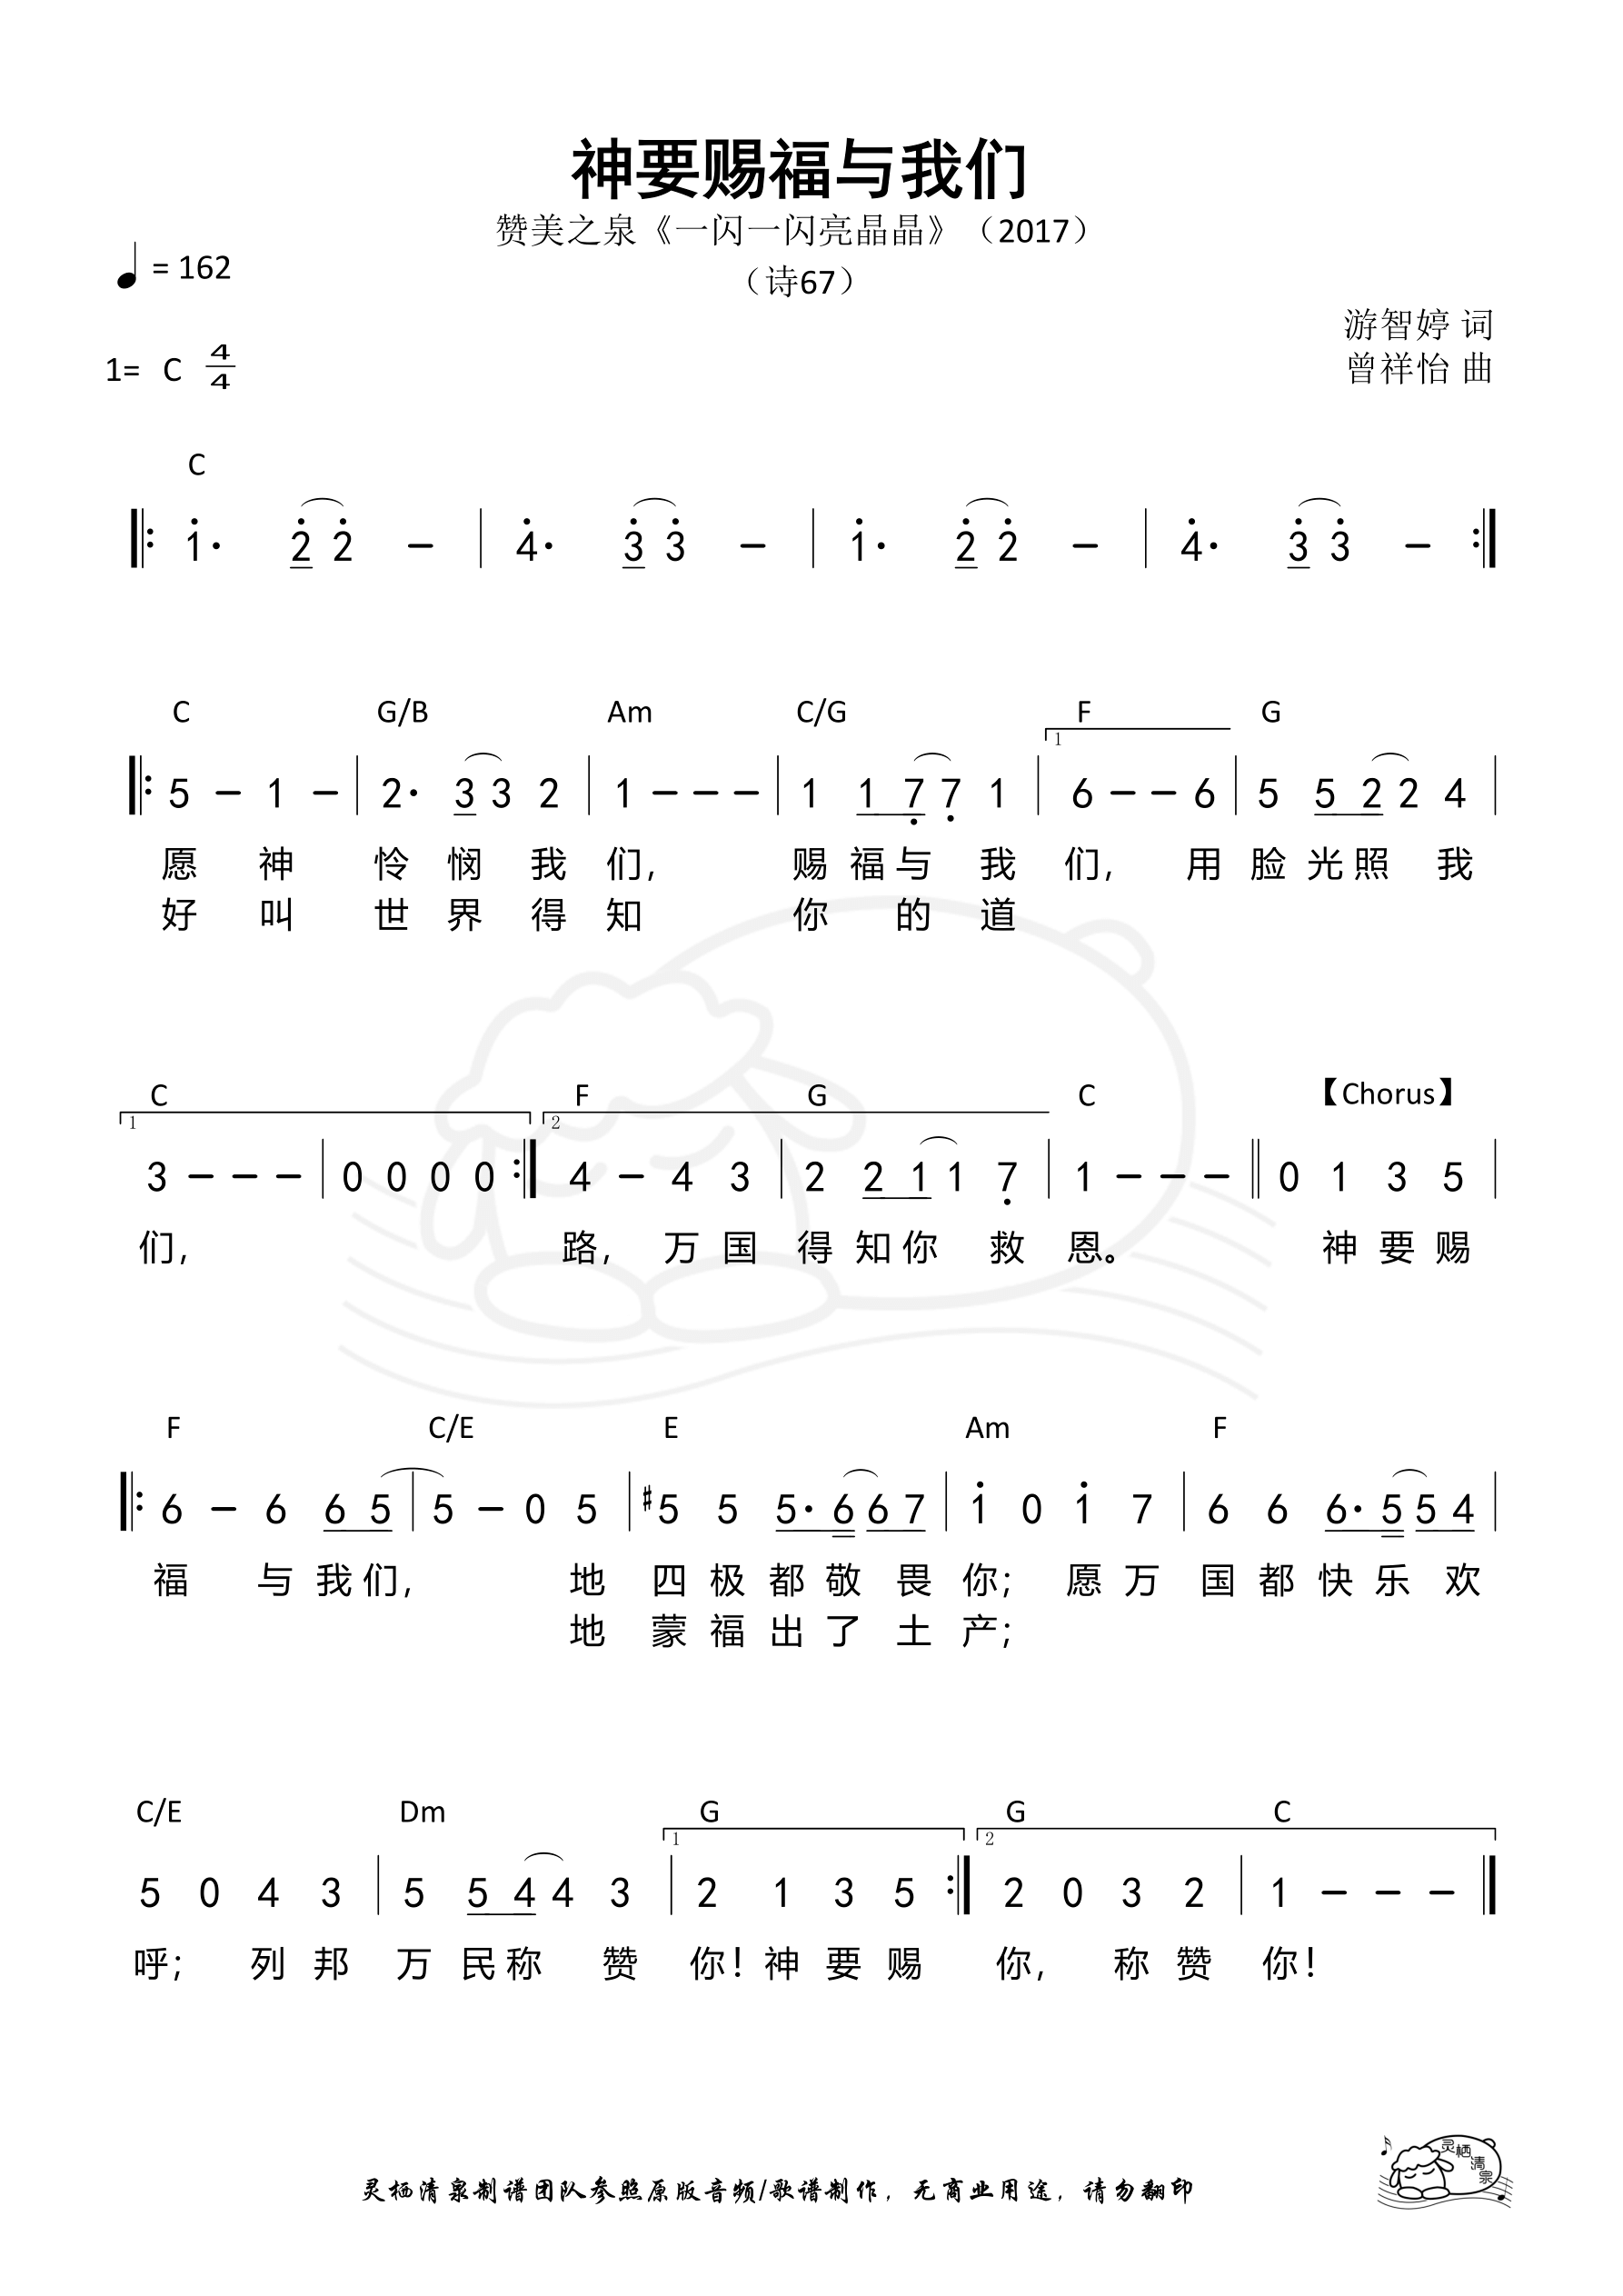 神要赐福与我们
赞美之泉《一闪一闪亮晶晶》（2017）
♩ = 162
（诗67）
游智婷 词
1= C 4/4
曾祥怡 曲
C
1· 2 2 – | 4· 3 3 – | 1· 2 2 – | 4· 3 3 –
C G/B Am C/G F G
1
5 – 1 – | 2· 3 3 2 | 1 – – – | 1 1 7 7 1 | 6 – – 6 | 5 5 2 2 4 |
愿 神 怜 悯 我 们， 赐 福 与 我 们， 用 脸 光 照 我
好 叫 世 界 得 知 你 的 道
C F G C 【Chorus】
1 2
3 – – – | 0 0 0 0 :| 4 – 4 3 | 2 2 1 1 7 | 1 – – – || 0 1 3 5 |
们， 路， 万 国 得 知 你 救 恩。 神 要 赐
F C/E E Am F
6 – 6 6 5 | 5 – 0 5 | #5 5 5· 6 6 7 | 1 0 1 7 | 6 6 6· 5 5 4 |
福 与 我 们， 地 四 极 都 敬 畏 你； 愿 万 国 都 快 乐 欢
地 蒙 福 出 了 土 产；
C/E Dm G G C
1 2
5 0 4 3 | 5 5 4 4 3 | 2 1 3 5 :| 2 0 3 2 | 1 – – –
呼； 列 邦 万 民 称 赞 你！ 神 要 赐 你， 称 赞 你！
灵栖清泉
灵栖清泉制谱团队参照原版音频/歌谱制作，无商业用途，请勿翻印